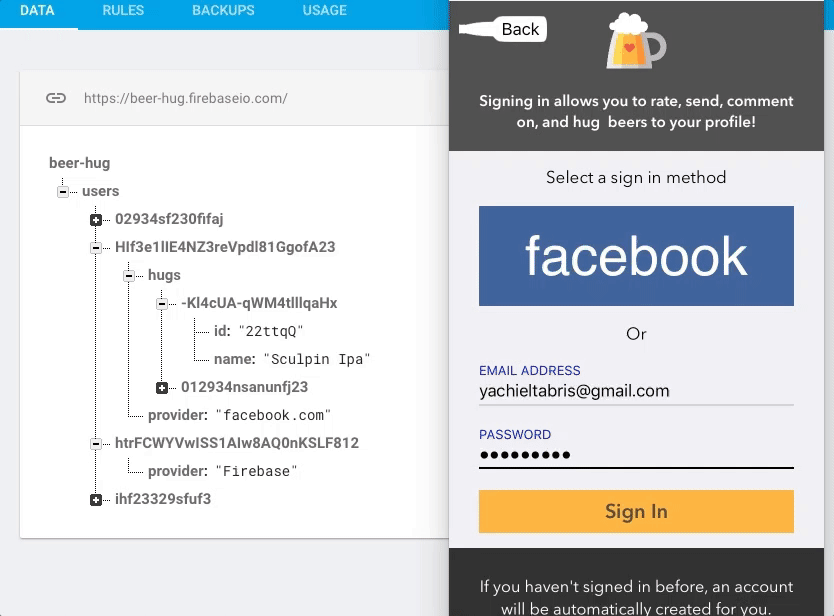 DATA RULES BACKUPS USAGE
https://beer-hug.firebaseio.com/
beer-hug
users
02934sf230fifaj
HIf3e1IIE4NZ3reVpdl81GgofA23
hugs
-Kl4cUA-qWM4tlllqaHx
id: "22ttqQ"
name: "Sculpin Ipa"
012934nsanunfj23
provider: "facebook.com"
htrFCWYVwISS1AIw8AQ0nKSLF812
provider: "Firebase"
ihf23329sfuf3
Back
Signing in allows you to rate, send, comment
on, and hug beers to your profile!
Select a sign in method
facebook
Or
EMAIL ADDRESS
yachieltabris@gmail.com
PASSWORD
•••••••••
Sign In
If you haven't signed in before, an account
will be automatically created for you.